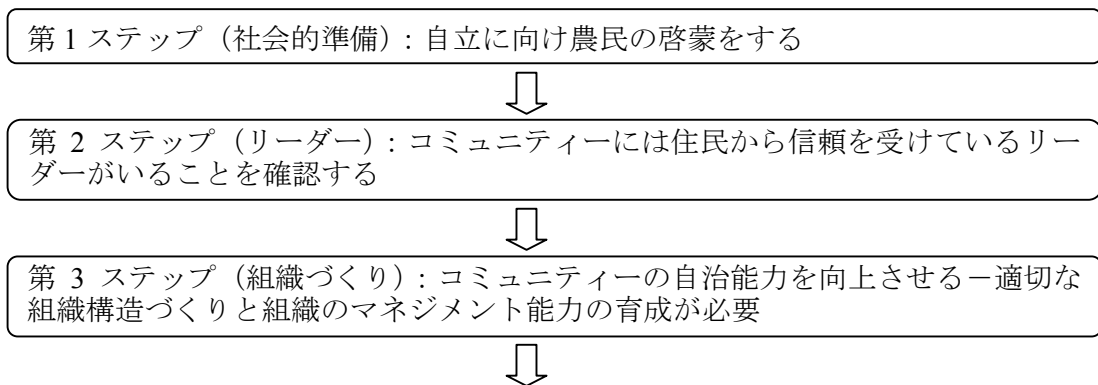 第 1 ステップ（社会的準備）：自立に向け農民の啓蒙をする
第 2 ステップ（リーダー）：コミュニティーには住民から信頼を受けているリー
ダーがいることを確認する
第 3 ステップ（組織づくり）：コミュニティーの自治能力を向上させる－適切な
組織構造づくりと組織のマネジメント能力の育成が必要